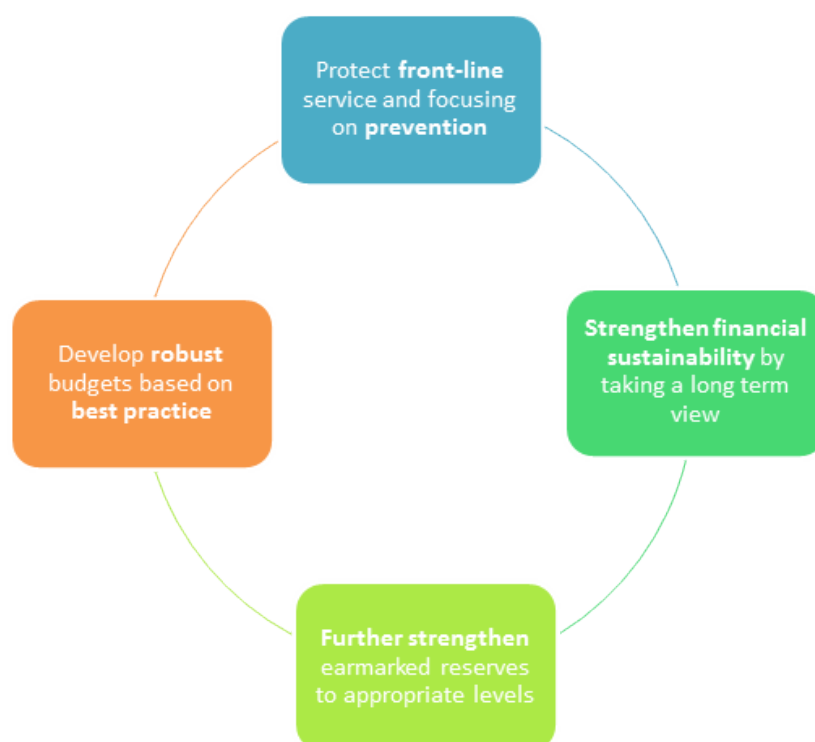 Protect front-line
service and focusing
on prevention
Strengthen financial
sustainability by
taking a long term
view
Further strengthen
earmarked reserves
to appropriate levels
Develop robust
budgets based on
best practice